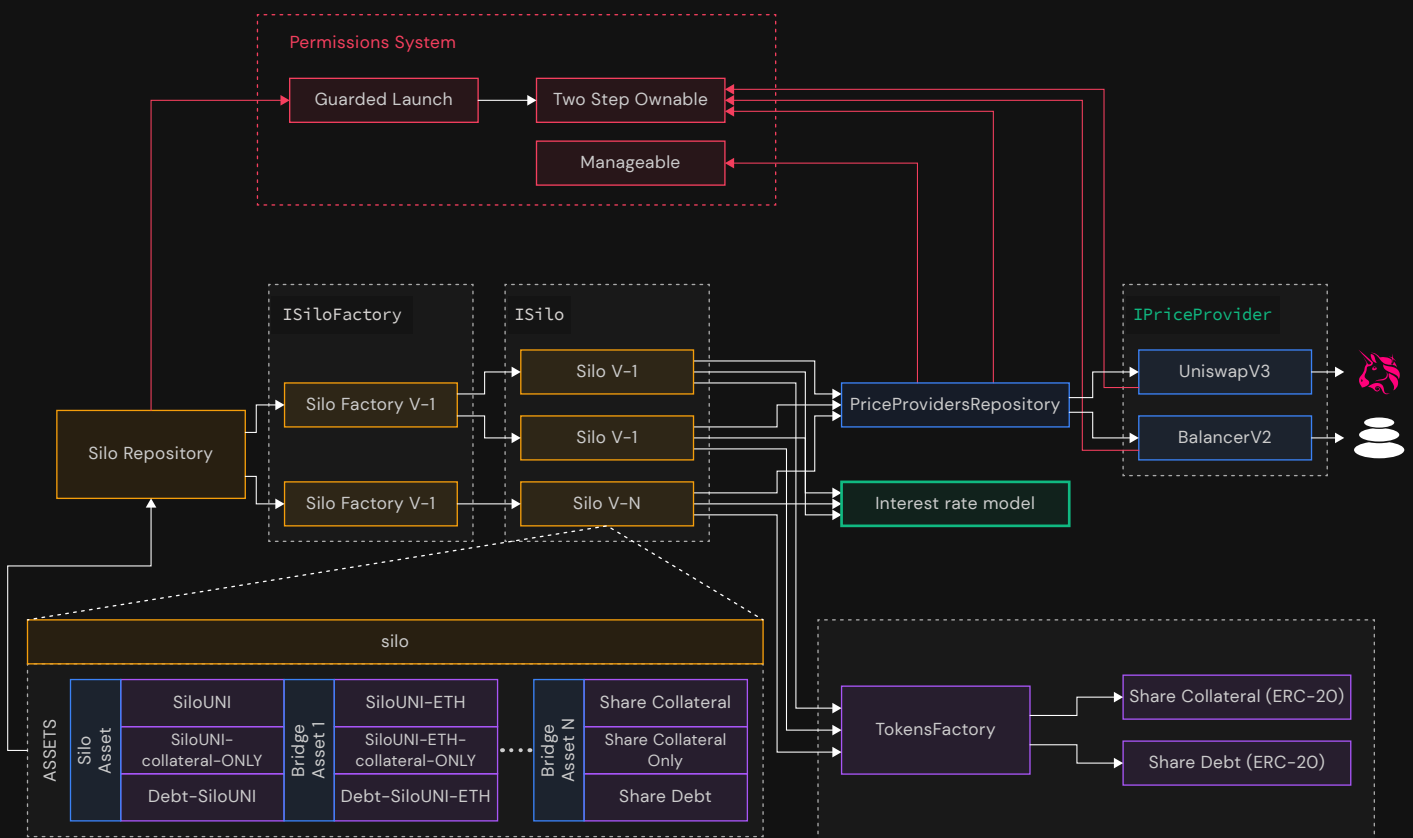 Permissions System
Guarded Launch
Two Step Ownable
Manageable
ISiloFactory
ISilo
IPriceProvider
Silo V-1
UniswapV3
Silo Factory V-1
PriceProvidersRepository
Silo Repository
Silo V-1
BalancerV2
Silo Factory V-1
Silo V-N
Interest rate model
silo
ASSETS
Silo
Asset
SiloUNI
SiloUNI-
collateral-ONLY
Debt-SiloUNI
Bridge
Asset 1
SiloUNI-ETH
SiloUNI-ETH-
collateral-ONLY
Debt-SiloUNI-ETH
Bridge
Asset N
Share Collateral
Share Collateral
Only
Share Debt
TokensFactory
Share Collateral (ERC-20)
Share Debt (ERC-20)